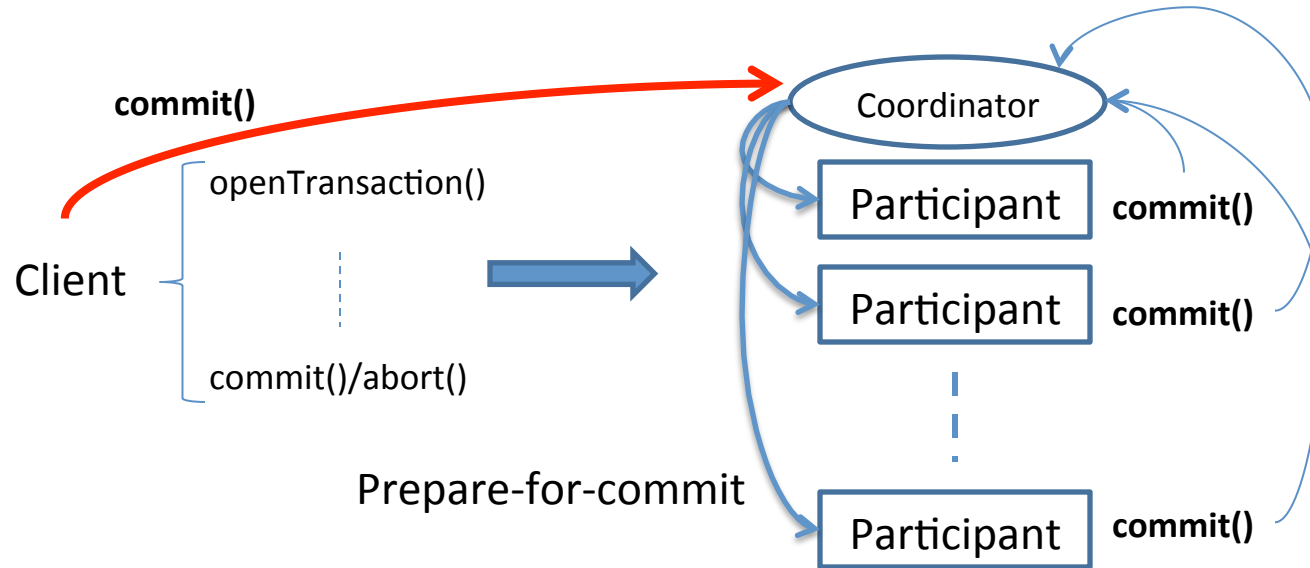 commit()
Coordinator
openTransaction()
Participant
commit()
Client
Participant
commit()
commit()/abort()
Prepare-for-commit
Participant
commit()